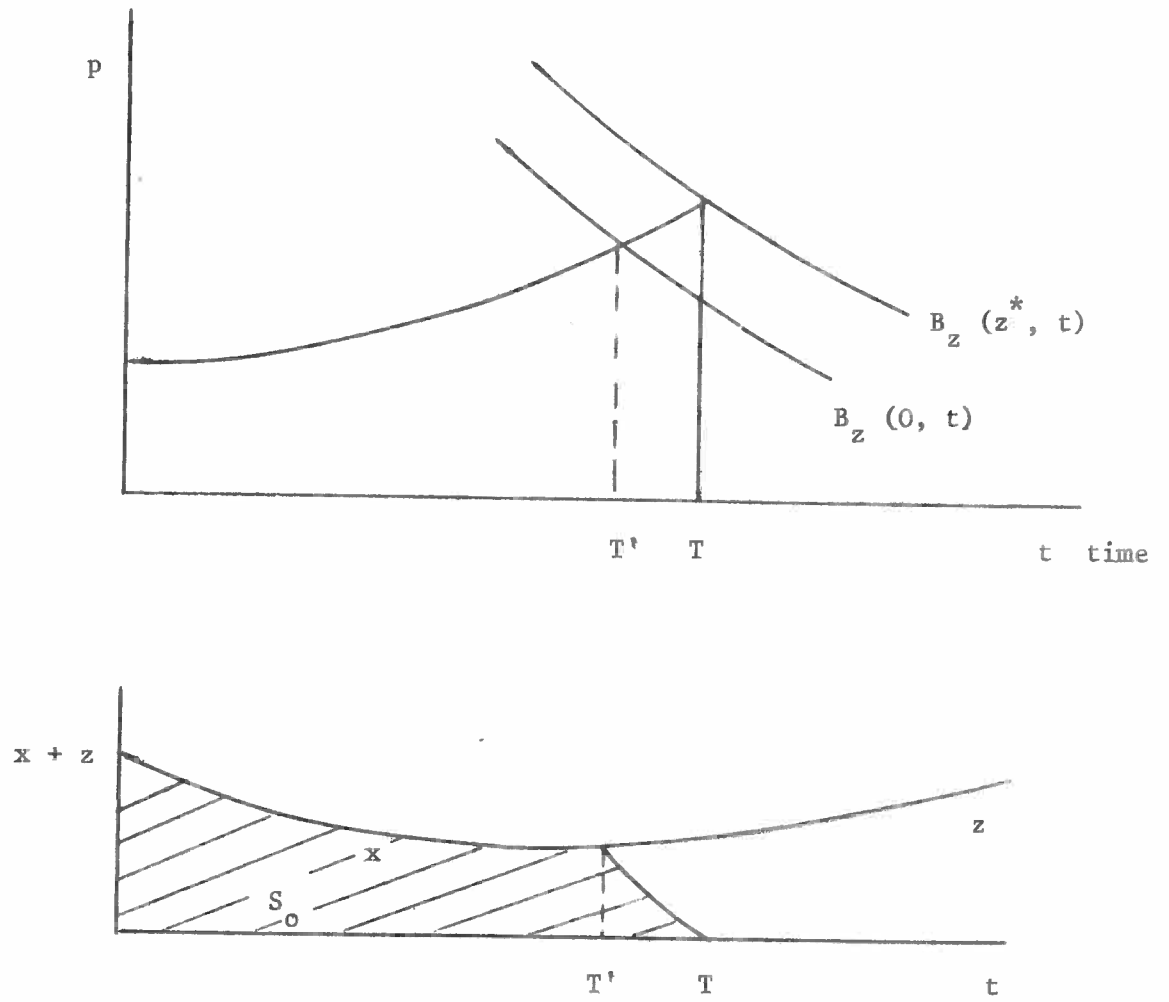 p
B_z (z*, t)
B_z (0, t)
T' T
t time
x + z
z
x
S_o
T' T t